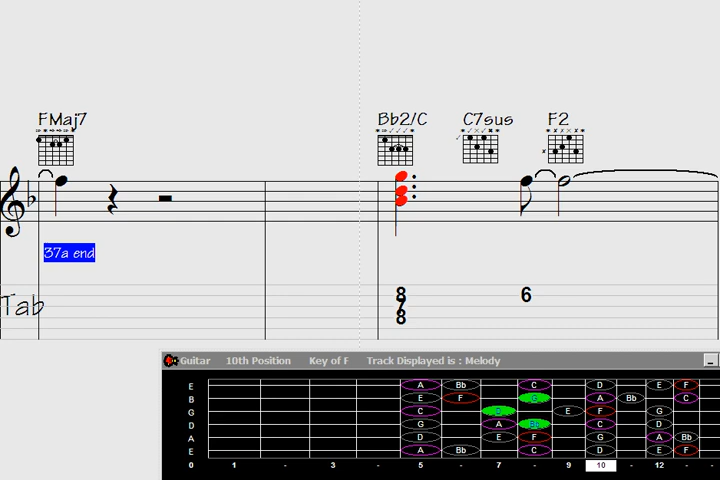 FMaj7 Bb2/C C7sus F2
37a end
Tab
8 6
7
8
Guitar 10th Position Key of F Track Displayed is : Melody
E A Bb C D E F
B E F G A Bb C
G C D E F G
D G A Bb C D
A D E F G A Bb
E A Bb C D E F
0 1 - 3 - 5 - 7 - 9 10 - 12 - -